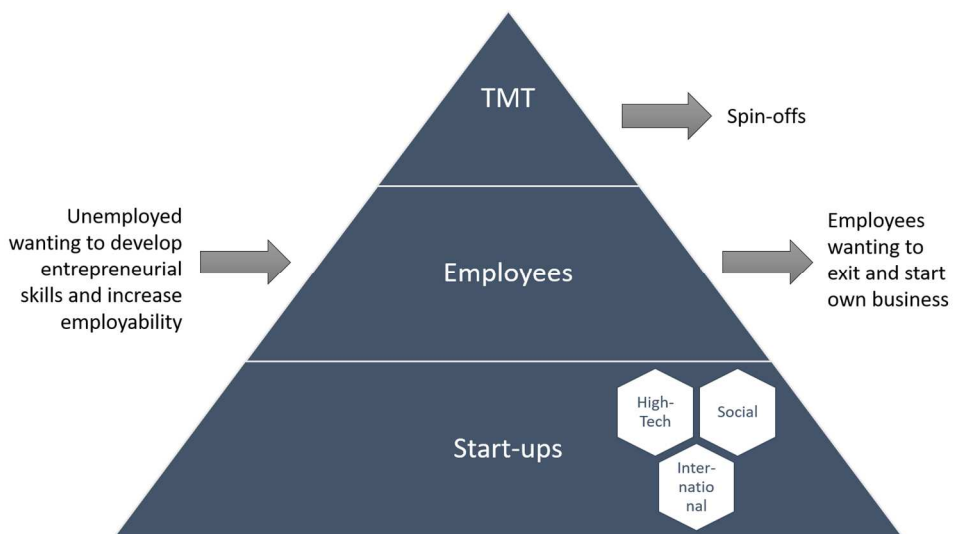 TMT
Spin-offs
Unemployed
wanting to develop
entrepreneurial
skills and increase
employability
Employees
Employees
wanting to
exit and start
own business
Start-ups
High-
Tech
Social
Inter-
natio
nal